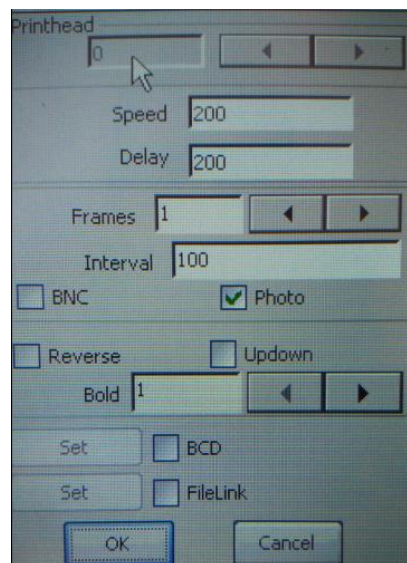 Printhead
0
Speed 200
Delay 200
Frames 1
Interval 100
BNC Photo
Reverse Updown
Bold 1
Set BCD
Set FileLink
OK Cancel